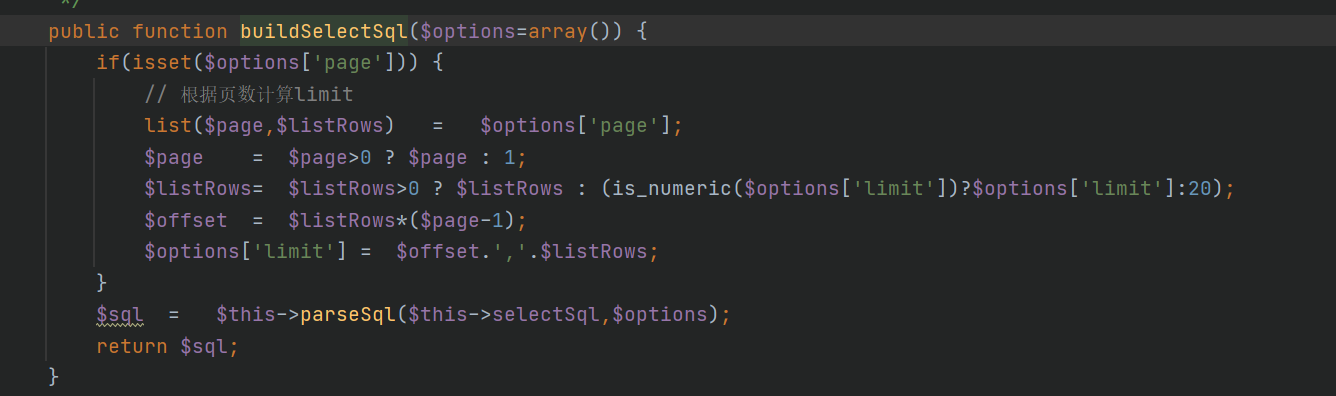 */
public function buildSelectSql($options=array()) {
if(isset($options['page'])) {
// 根据页数计算limit
list($page,$listRows)   =   $options['page'];
$page    =  $page>0 ? $page : 1;
$listRows=  $listRows>0 ? $listRows : (is_numeric($options['limit'])?$options['limit']:20);
$offset  =  $listRows*($page-1);
$options['limit'] =  $offset.','.$listRows;
}
$sql  =   $this->parseSql($this->selectSql,$options);
return $sql;
}